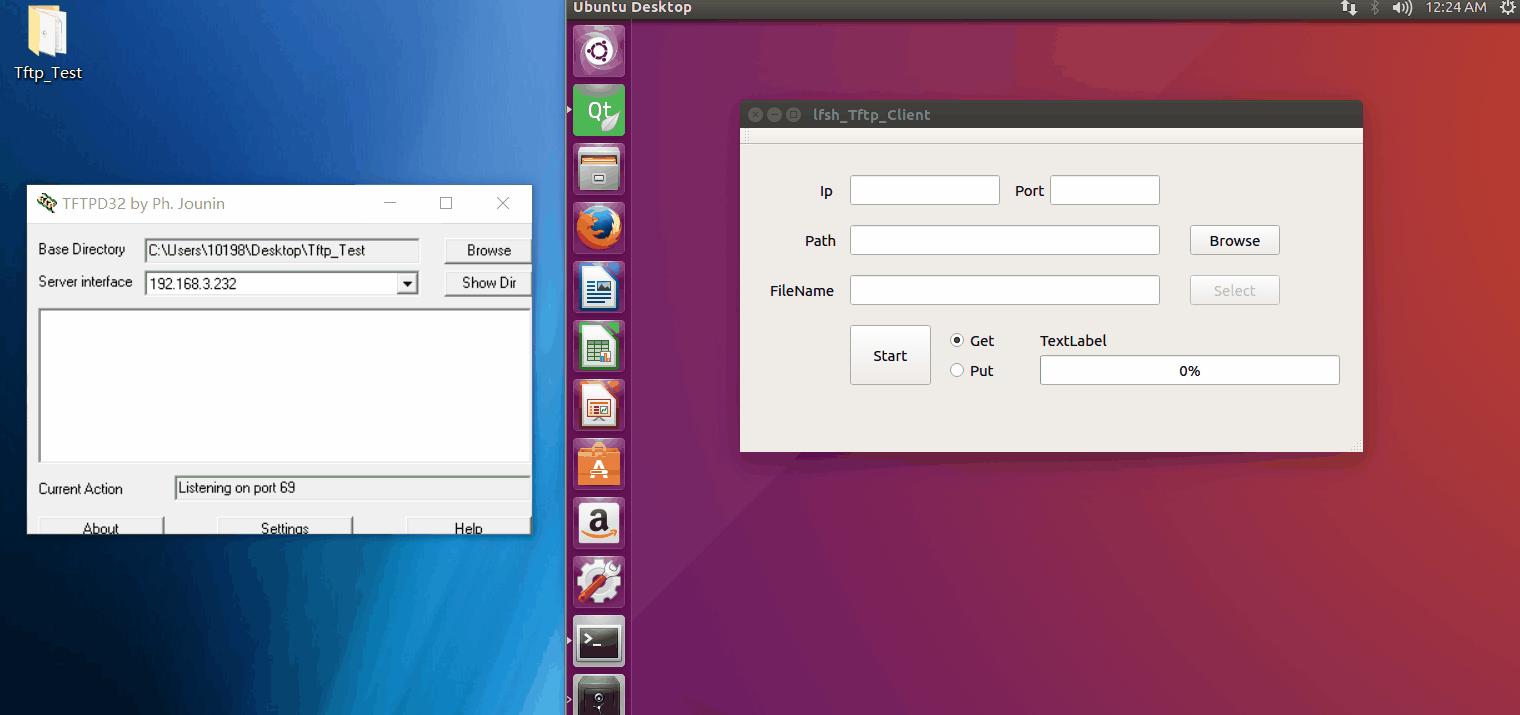 Tftp_Test
TFTPD32 by Ph. Jounin
Base Directory C:\Users\10198\Desktop\Tftp_Test Browse
Server interface 192.168.3.232 Show Dir
Current Action Listening on port 69
About Settings Help
Ubuntu Desktop 12:24 AM
Qt
lfsh_Tftp_Client
Ip Port
Path Browse
FileName Select
Start Get TextLabel
Put 0%